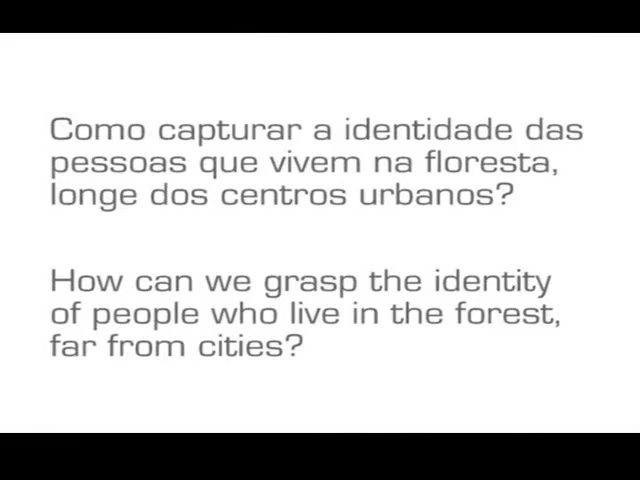 Como capturar a identidade das
pessoas que vivem na floresta,
longe dos centros urbanos?
How can we grasp the identity
of people who live in the forest,
far from cities?